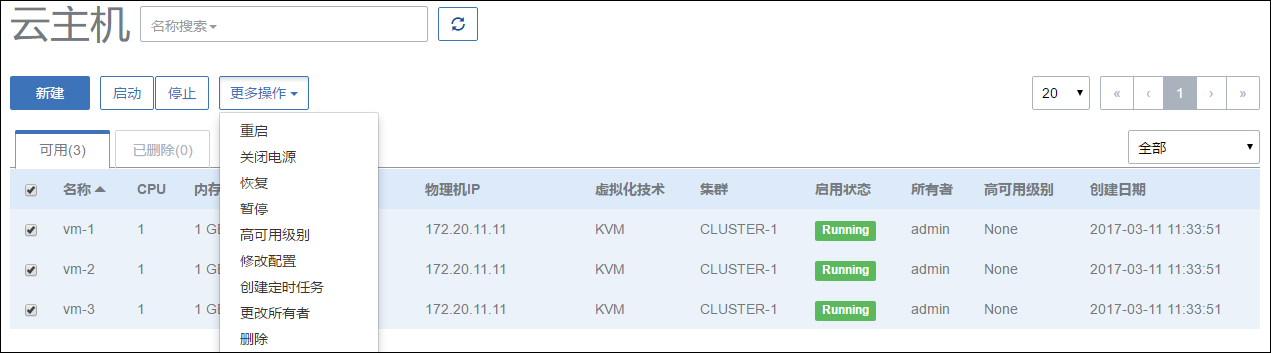 云主机 名称搜索
新建 启动 停止 更多操作 20 « ‹ 1 › »
重启
可用(3) 已删除(0) 关闭电源 全部
名称 CPU 内存 恢复 物理机IP 虚拟化技术 集群 启用状态 所有者 高可用级别 创建日期
暂停
vm-1 1 1 GB 高可用级别 172.20.11.11 KVM CLUSTER-1 Running admin None 2017-03-11 11:33:51
修改配置
vm-2 1 1 GB 创建定时任务 172.20.11.11 KVM CLUSTER-1 Running admin None 2017-03-11 11:33:51
vm-3 1 1 GB 更改所有者 172.20.11.11 KVM CLUSTER-1 Running admin None 2017-03-11 11:33:51
删除